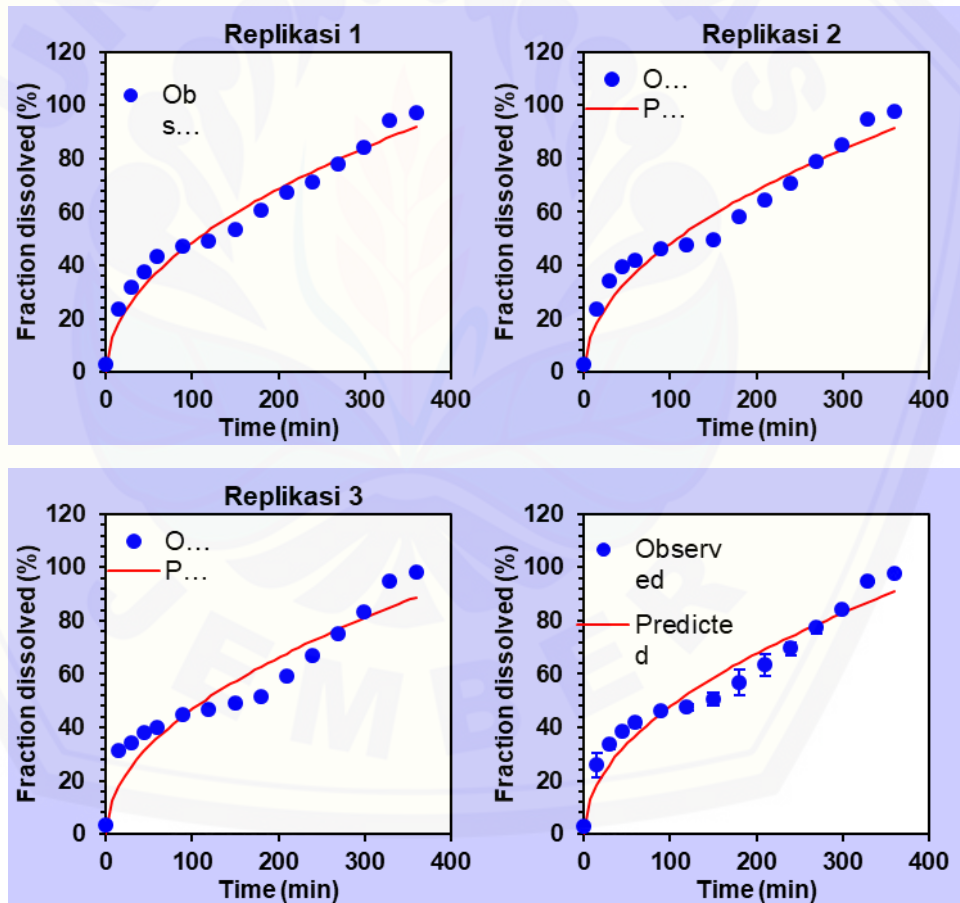 Replikasi 1
120
100
80
60
40
20
0
Fraction dissolved (%)
Ob
s...
0 100 200 300 400
Time (min)
Replikasi 2
120
100
80
60
40
20
0
Fraction dissolved (%)
O...
P...
0 100 200 300 400
Time (min)
Replikasi 3
120
100
80
60
40
20
0
Fraction dissolved (%)
O...
P...
0 100 200 300 400
Time (min)
120
100
80
60
40
20
0
Fraction dissolved (%)
Observ
ed
Predicte
d
0 100 200 300 400
Time (min)
JEMBER